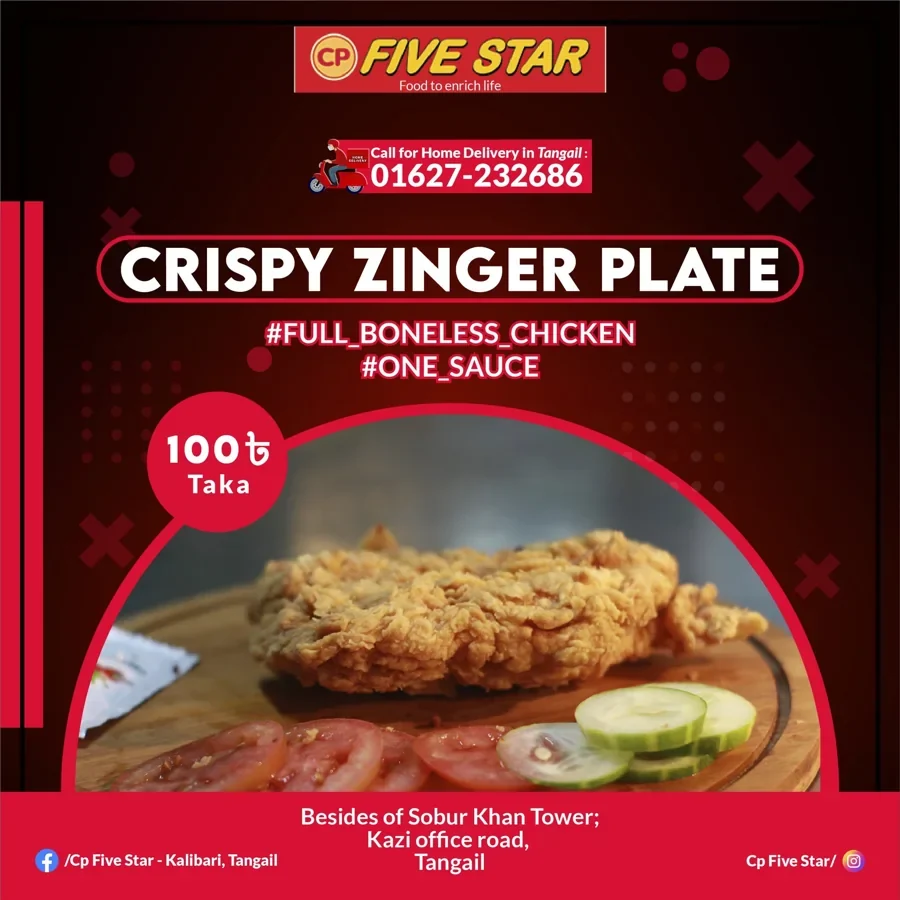 CP FIVE STAR
Food to enrich life
HOME DELIVERY
Call for Home Delivery in Tangail :
01627-232686
CRISPY ZINGER PLATE
#FULL_BONELESS_CHICKEN
#ONE_SAUCE
100৳
Taka
Besides of Sobur Khan Tower;
Kazi office road,
Tangail
/Cp Five Star - Kalibari, Tangail
Cp Five Star/